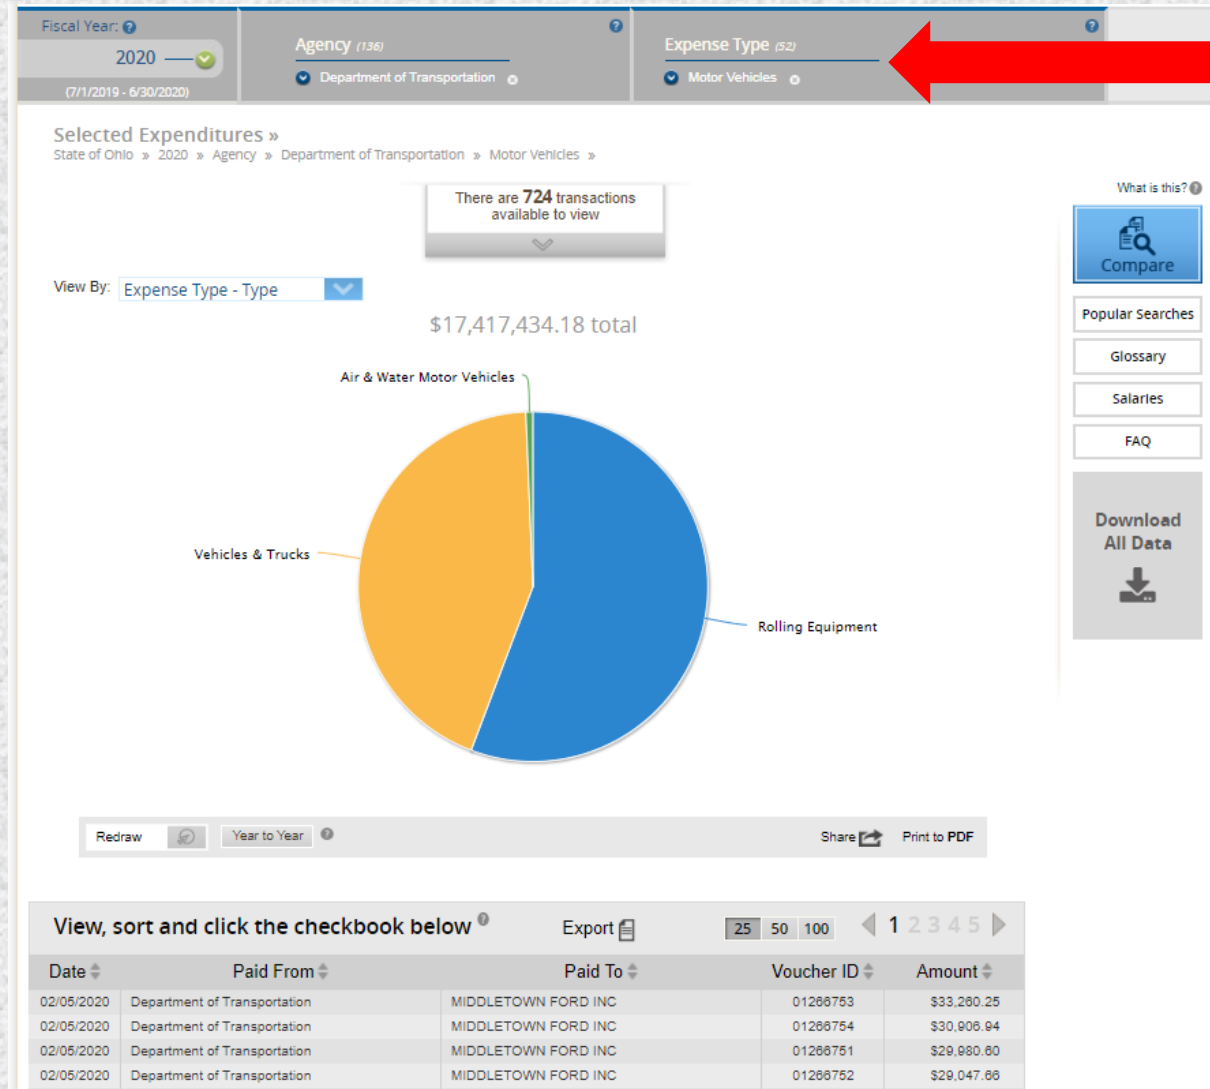 Fiscal Year:
2020
(7/1/2019 - 6/30/2020)
Agency (136)
Department of Transportation
Expense Type (52)
Motor Vehicles
Selected Expenditures »
State of Ohio » 2020 » Agency » Department of Transportation » Motor Vehicles »
There are 724 transactions
available to view
What is this?
Compare
Popular Searches
Glossary
Salaries
FAQ
Download
All Data
View By: Expense Type - Type
$17,417,434.18 total
Air & Water Motor Vehicles
Vehicles & Trucks
Rolling Equipment
Redraw Year to Year Share Print to PDF
View, sort and click the checkbook below Export 25 50 100 1 2 3 4 5
Date Paid From Paid To Voucher ID Amount
02/05/2020 Department of Transportation MIDDLETOWN FORD INC 01266753 $33,260.25
02/05/2020 Department of Transportation MIDDLETOWN FORD INC 01266754 $30,906.94
02/05/2020 Department of Transportation MIDDLETOWN FORD INC 01266751 $29,980.60
02/05/2020 Department of Transportation MIDDLETOWN FORD INC 01266752 $29,047.66